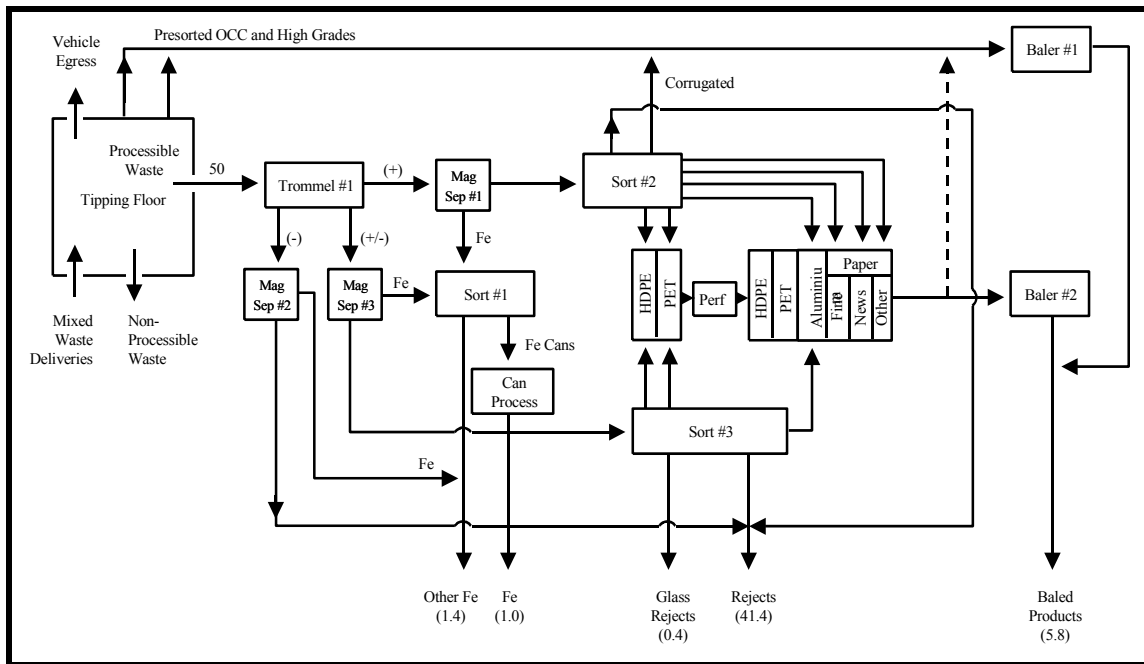 Vehicle
Egress
Presorted OCC and High Grades
Baler #1
Corrugated
Processible
Waste
Tipping Floor
50
Trommel #1
(+)
Mag
Sep #1
Sort #2
(-)
(+/-)
Fe
Mag
Sep #2
Mag
Sep #3
Fe
Sort #1
HDPE
PET
Perf
HDPE
PET
Aluminiu
Paper
Fine
News
Other
Baler #2
Mixed
Waste
Deliveries
Non-
Processible
Waste
Fe Cans
Can
Process
Sort #3
Fe
Other Fe
(1.4)
Fe
(1.0)
Glass
Rejects
(0.4)
Rejects
(41.4)
Baled
Products
(5.8)